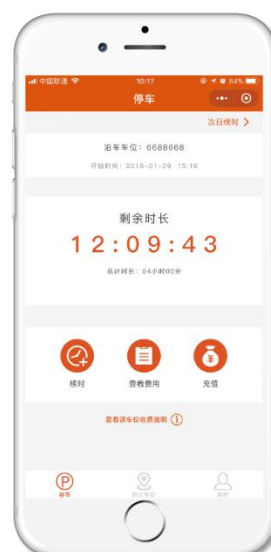 中国联通 10:17 64%
停车
次日续时 >
泊车车位：6688668
开始时间：2019-01-09 15:16
剩余时长
12:09:43
总计时长：04小时00分
续时 查看费用 充值
查看该车位收费说明
停车 我的